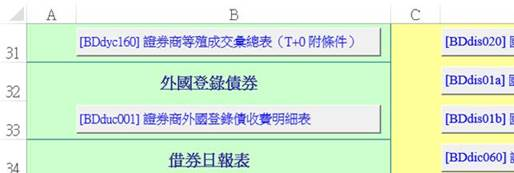 A B C
31 [BDdyc160] 證券商等殖成交彙總表（T+0 附條件） [BDdis020]
32 外國登錄債券 [BDdis01a]
33 [BDduc001] 證券商外國登錄債收費明細表 [BDdis01b]
34 借券日報表 [BDdic060]